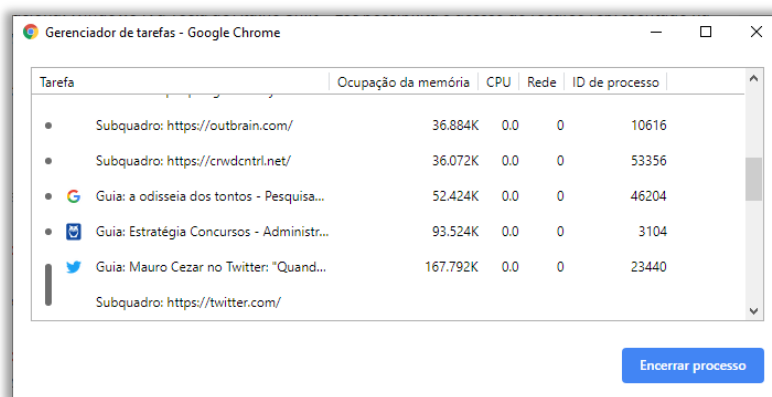 Gerenciador de tarefas - Google Chrome
Tarefa Ocupação da memória CPU Rede ID de processo
Subquadro: https://outbrain.com/ 36.884K 0.0 0 10616
Subquadro: https://crwdcntrl.net/ 36.072K 0.0 0 53356
Guia: a odisseia dos tontos - Pesquisa... 52.424K 0.0 0 46204
Guia: Estratégia Concursos - Administr... 93.524K 0.0 0 3104
Guia: Mauro Cezar no Twitter: "Quand... 167.792K 0.0 0 23440
Subquadro: https://twitter.com/
Encerrar processo